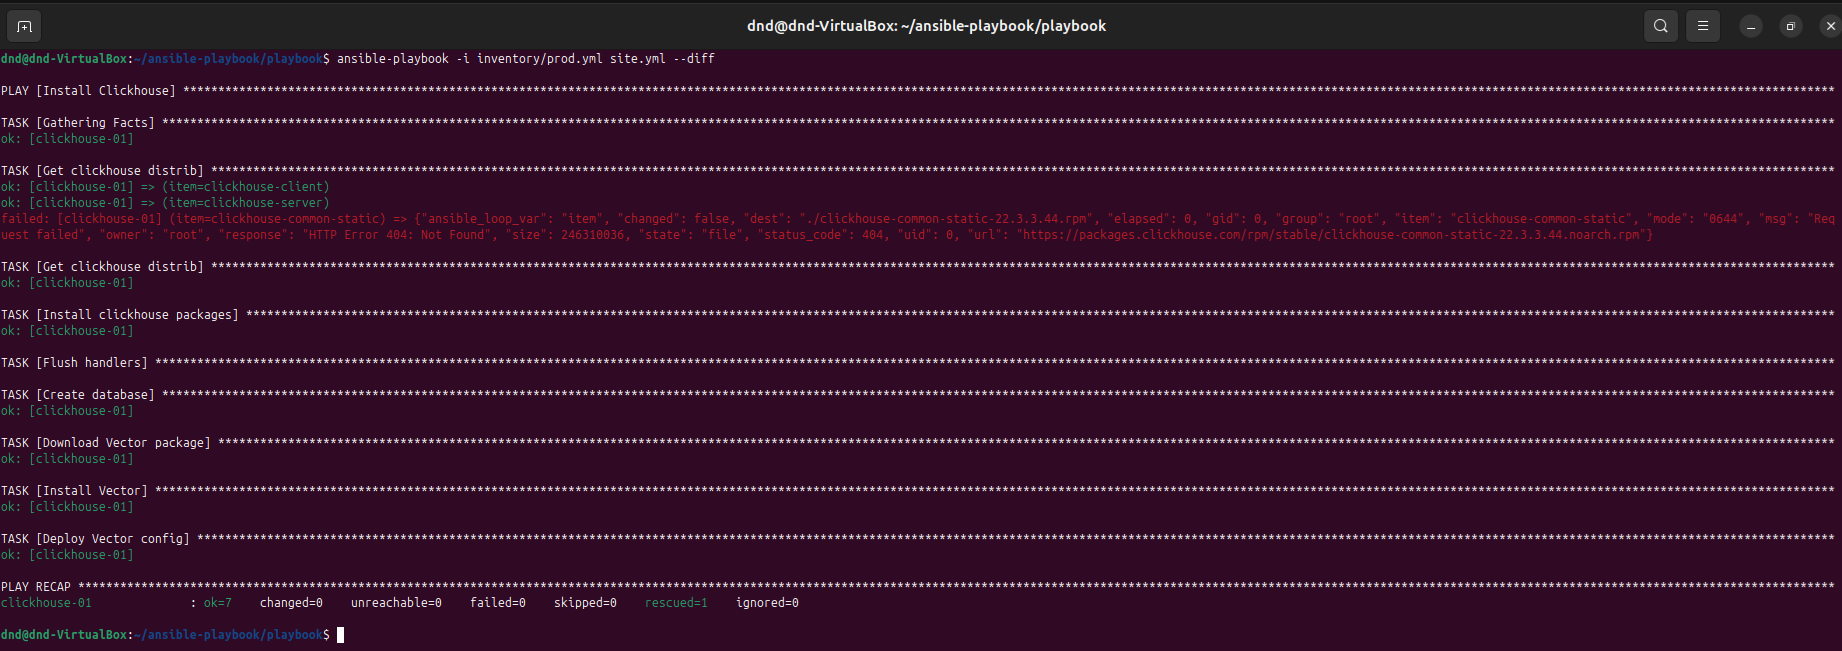 dnd@dnd-VirtualBox: ~/ansible-playbook/playbook
dnd@dnd-VirtualBox:~/ansible-playbook/playbook$ ansible-playbook -i inventory/prod.yml site.yml --diff
PLAY [Install Clickhouse] ****************************************************************************************************************************************************************************************************************************************
TASK [Gathering Facts] *******************************************************************************************************************************************************************************************************************************************
ok: [clickhouse-01]
TASK [Get clickhouse distrib] ************************************************************************************************************************************************************************************************************************************
ok: [clickhouse-01] => (item=clickhouse-client)
ok: [clickhouse-01] => (item=clickhouse-server)
failed: [clickhouse-01] (item=clickhouse-common-static) => {"ansible_loop_var": "item", "changed": false, "dest": "./clickhouse-common-static-22.3.3.44.rpm", "elapsed": 0, "gid": 0, "group": "root", "item": "clickhouse-common-static", "mode": "0644", "msg": "Req
uest failed", "owner": "root", "response": "HTTP Error 404: Not Found", "size": 246310036, "state": "file", "status_code": 404, "uid": 0, "url": "https://packages.clickhouse.com/rpm/stable/clickhouse-common-static-22.3.3.44.noarch.rpm"}
TASK [Get clickhouse distrib] ************************************************************************************************************************************************************************************************************************************
ok: [clickhouse-01]
TASK [Install clickhouse packages] *******************************************************************************************************************************************************************************************************************************
ok: [clickhouse-01]
TASK [Flush handlers] ********************************************************************************************************************************************************************************************************************************************
TASK [Create database] *******************************************************************************************************************************************************************************************************************************************
ok: [clickhouse-01]
TASK [Download Vector package] ***********************************************************************************************************************************************************************************************************************************
ok: [clickhouse-01]
TASK [Install Vector] ********************************************************************************************************************************************************************************************************************************************
ok: [clickhouse-01]
TASK [Deploy Vector config] **************************************************************************************************************************************************************************************************************************************
ok: [clickhouse-01]
PLAY RECAP *******************************************************************************************************************************************************************************************************************************************************
clickhouse-01              : ok=7    changed=0    unreachable=0    failed=0    skipped=0    rescued=1    ignored=0
dnd@dnd-VirtualBox:~/ansible-playbook/playbook$